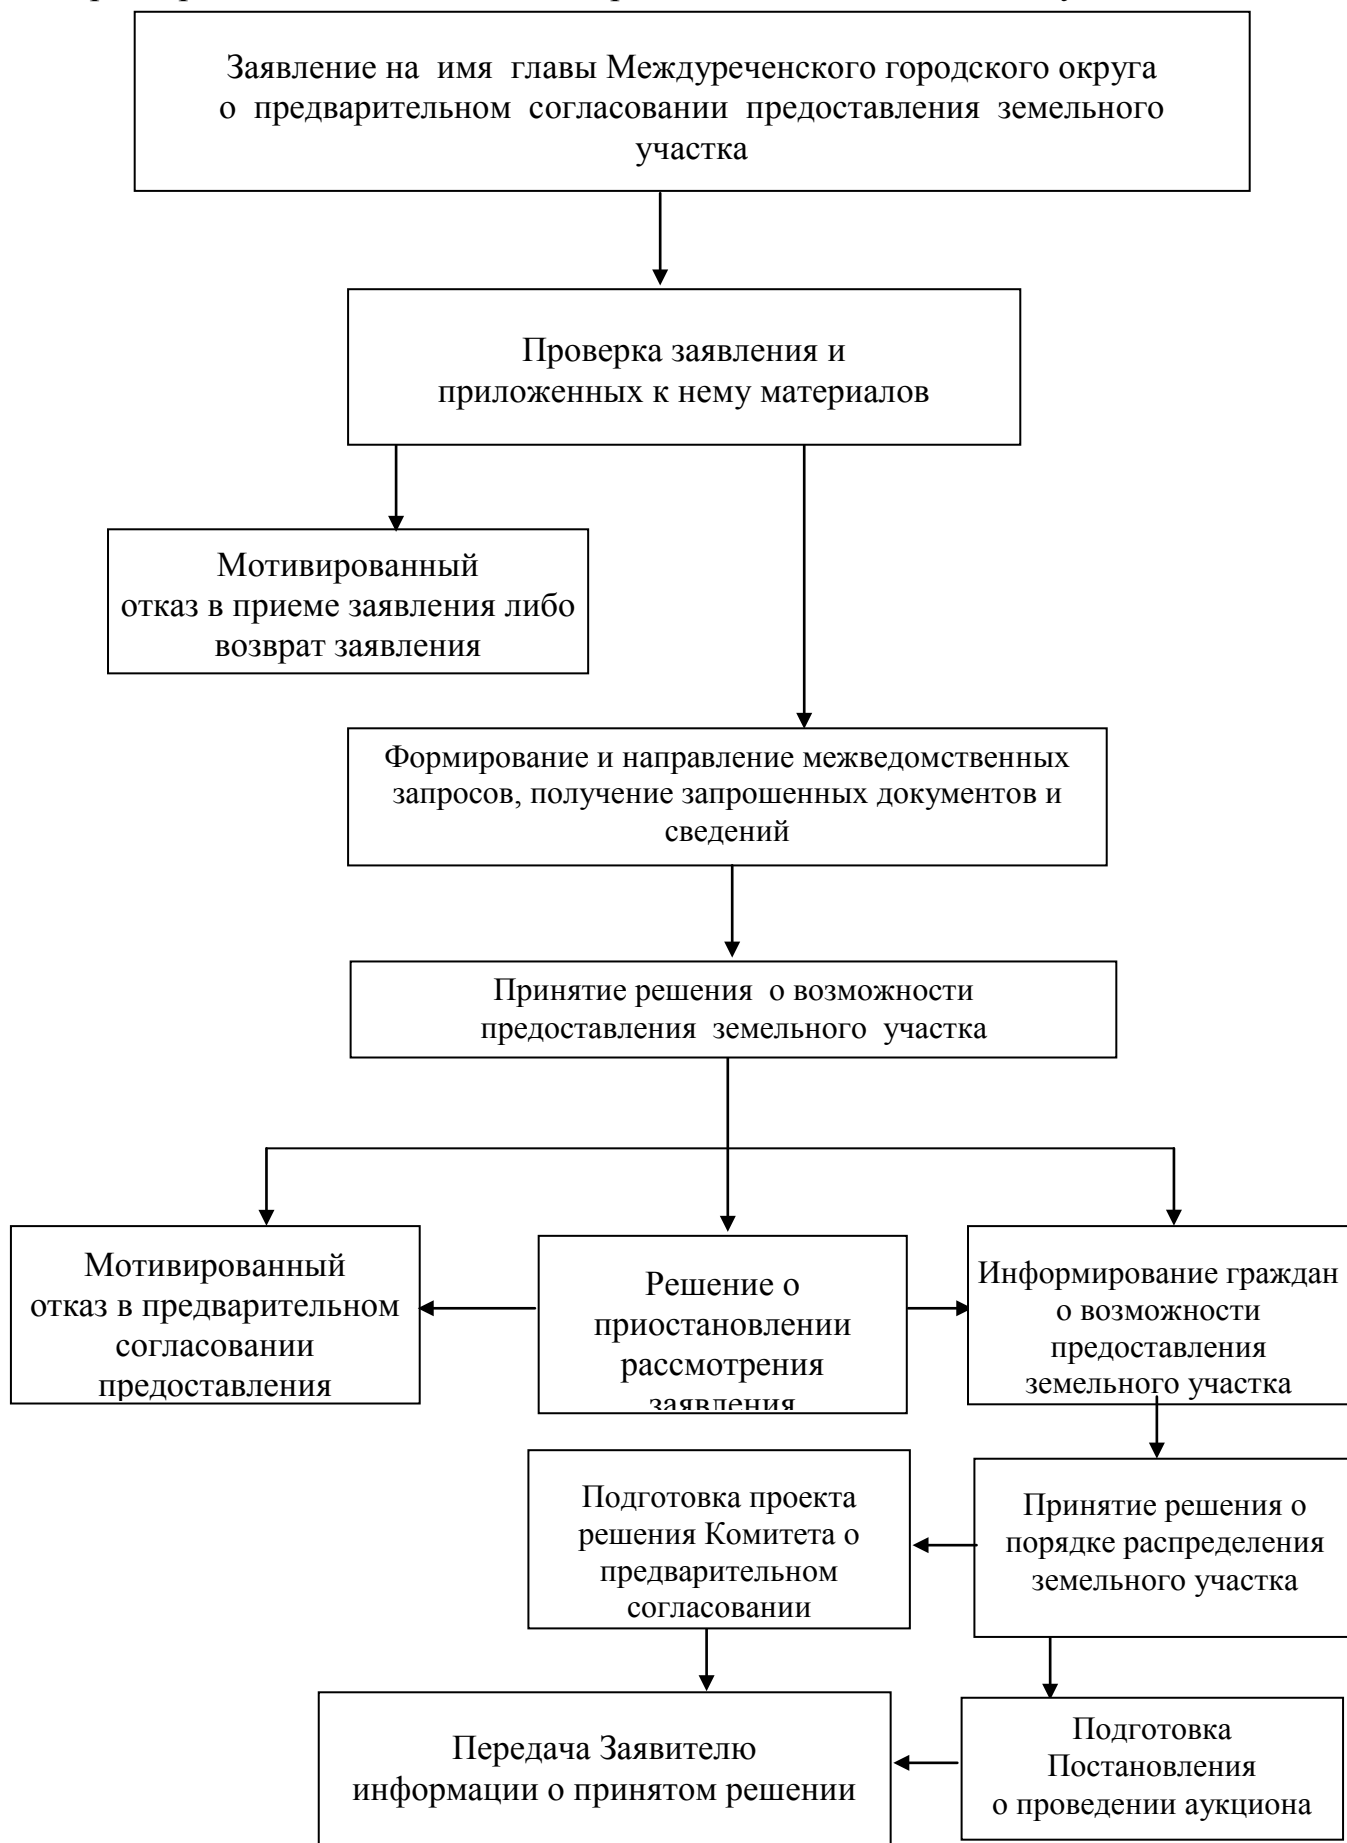 Заявление на имя главы Междуреченского городского округа
о предварительном согласовании предоставления земельного
участка
Проверка заявления и
приложенных к нему материалов
Мотивированный
отказ в приеме заявления либо
возврат заявления
Формирование и направление межведомственных
запросов, получение запрошенных документов и
сведений
Принятие решения о возможности
предоставления земельного участка
Мотивированный
отказ в предварительном
согласовании
предоставления
Решение о
приостановлении
рассмотрения
заявления
Информирование граждан
о возможности
предоставления
земельного участка
Подготовка проекта
решения Комитета о
предварительном
согласовании
Принятие решения о
порядке распределения
земельного участка
Передача Заявителю
информации о принятом решении
Подготовка
Постановления
о проведении аукциона